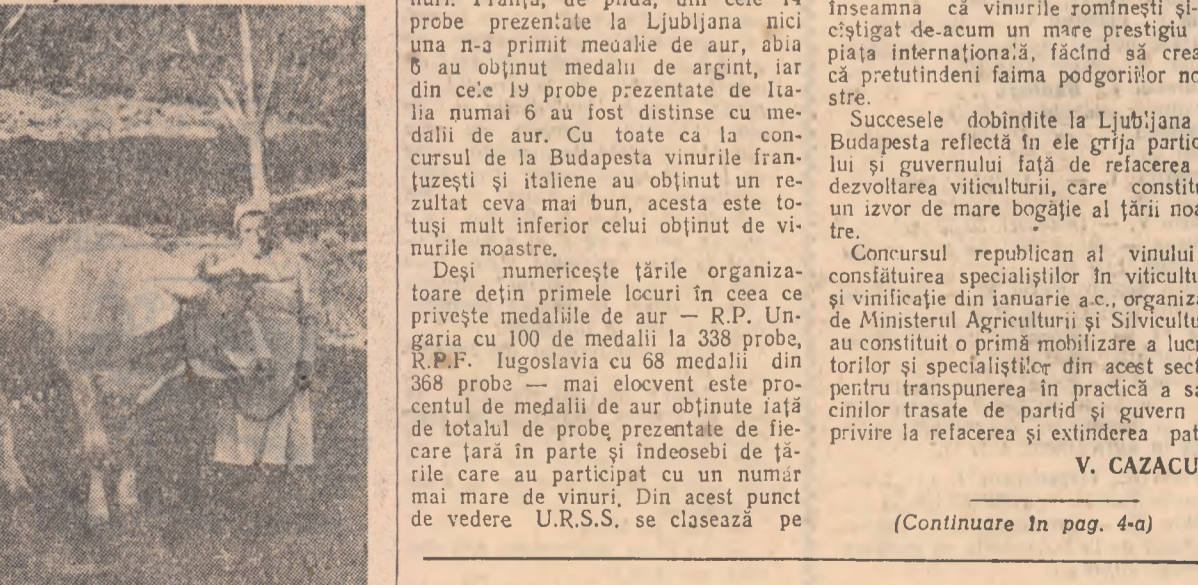 nuri. Franța, de pildă, din cele 14
probe prezentate la Ljubljana nici
una n-a primit medalie de aur, abia
6 au obținut medalii de argint, iar
din cele 19 probe prezentate de Ita-
lia numai 6 au fost distinse cu me-
dalii de aur. Cu toate ca la con-
cursul de la Budapesta vinurile fran-
țuzești și italiene au obținut un re-
zultat ceva mai bun, acesta este to-
tuși mult inferior celui obținut de vi-
nurile noastre.
Deși numericește țările organiza-
toare dețin primele locuri în ceea ce
privește medaliile de aur — R.P. Un-
garia cu 100 de medalii la 338 probe,
R.P.F. Iugoslavia cu 68 medalii din
368 probe — mai elocvent este pro-
centul de medalii de aur obținute iață
de totalul de probe prezentate de fie-
care țară în parte și îndeosebi de ță-
rile care au participat cu un număr
mai mare de vinuri. Din acest punct
de vedere U.R.S.S. se clasează pe
înseamnă că vinurile romînești și-
cîștigat de-acum un mare prestigiu
piața internațională, făcînd să crea
că pretutindeni faima podgoriilor no
stre.
Succesele dobîndite la Ljubljana
Budapesta reflectă în ele grija partid
lui și guvernului față de refacerea
dezvoltarea viticulturii, care constitu
un izvor de mare bogăție al țării noa
tre.
Concursul republican al vinului
consfătuirea specialiștilor în viticultu
și vinificație din ianuarie a.c., organiza
de Ministerul Agriculturii și Silvicultu
au constituit o primă mobilizare a lucr
torilor și specialiștilor din acest sect
pentru transpunerea în practică a sa
cinilor trasate de partid și guvern
privire la refacerea și extinderea pat
V. CAZACU
(Continuare în pag. 4-a)